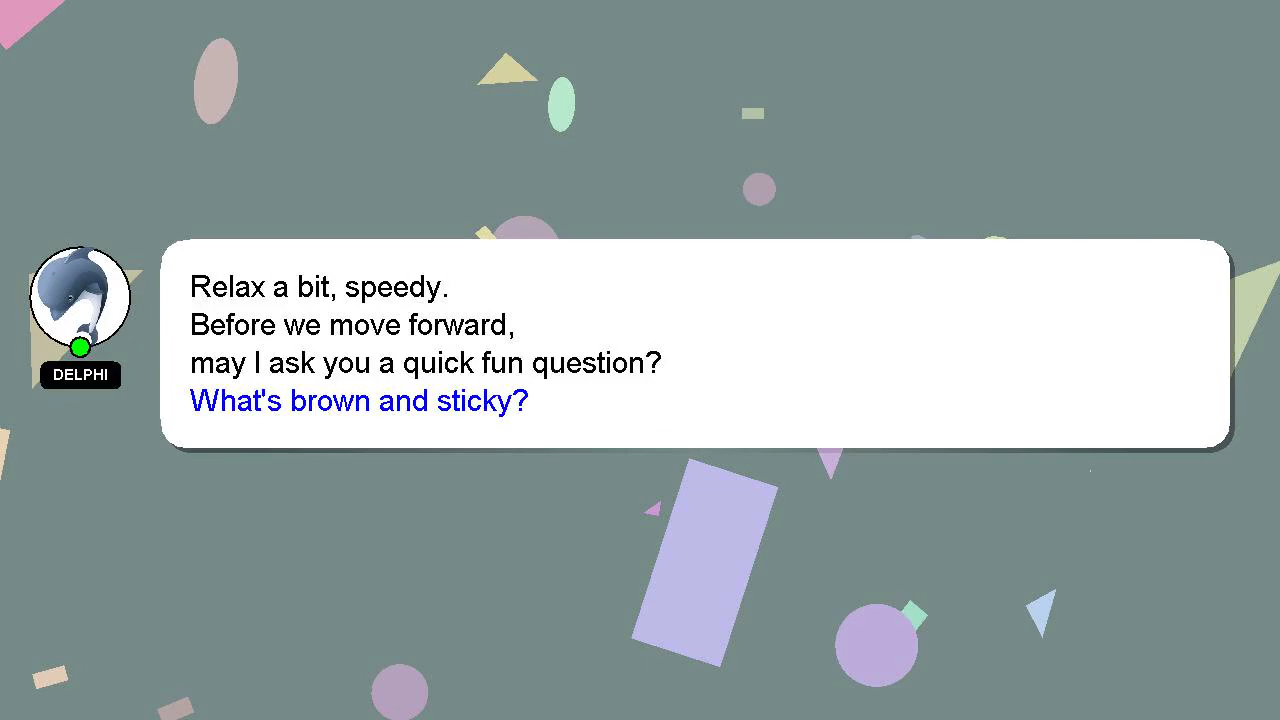 Relax a bit, speedy.
Before we move forward,
may I ask you a quick fun question?
What's brown and sticky?
DELPHI